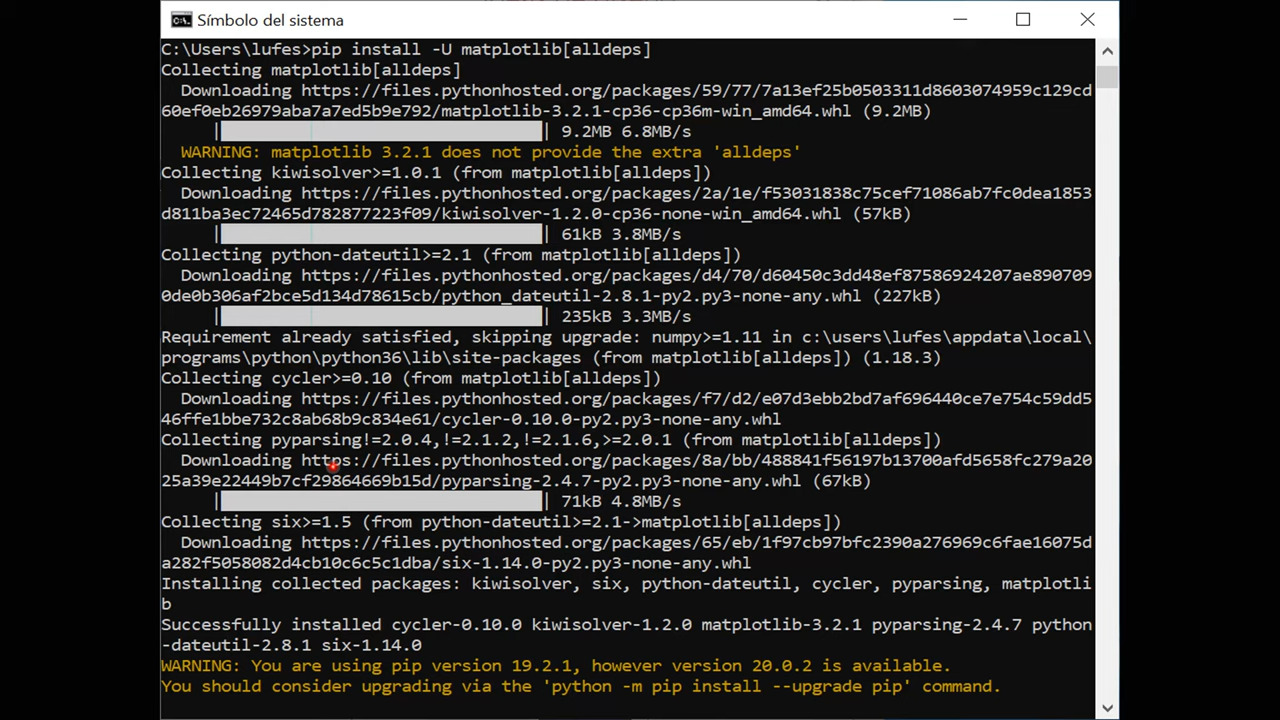 Símbolo del sistema
C:\Users\lufes>pip install -U matplotlib[alldeps]
Collecting matplotlib[alldeps]
Downloading https://files.pythonhosted.org/packages/59/77/7a13ef25b0503311d8603074959c129cd
60ef0eb26979aba7a7ed5b9e792/matplotlib-3.2.1-cp36-cp36m-win_amd64.whl (9.2MB)
| | 9.2MB 6.8MB/s
WARNING: matplotlib 3.2.1 does not provide the extra 'alldeps'
Collecting kiwisolver>=1.0.1 (from matplotlib[alldeps])
Downloading https://files.pythonhosted.org/packages/2a/1e/f53031838c75cef71086ab7fc0dea1853
d811ba3ec72465d782877223f09/kiwisolver-1.2.0-cp36-none-win_amd64.whl (57kB)
| | 61kB 3.8MB/s
Collecting python-dateutil>=2.1 (from matplotlib[alldeps])
Downloading https://files.pythonhosted.org/packages/d4/70/d60450c3dd48ef87586924207ae890709
0de0b306af2bce5d134d78615cb/python_dateutil-2.8.1-py2.py3-none-any.whl (227kB)
| | 235kB 3.3MB/s
Requirement already satisfied, skipping upgrade: numpy>=1.11 in c:\users\lufes\appdata\local\
programs\python\python36\lib\site-packages (from matplotlib[alldeps]) (1.18.3)
Collecting cycler>=0.10 (from matplotlib[alldeps])
Downloading https://files.pythonhosted.org/packages/f7/d2/e07d3ebb2bd7af696440ce7e754c59dd5
46ffe1bbe732c8ab68b9c834e61/cycler-0.10.0-py2.py3-none-any.whl
Collecting pyparsing!=2.0.4,!=2.1.2,!=2.1.6,>=2.0.1 (from matplotlib[alldeps])
Downloading https://files.pythonhosted.org/packages/8a/bb/488841f56197b13700afd5658fc279a20
25a39e22449b7cf29864669b15d/pyparsing-2.4.7-py2.py3-none-any.whl (67kB)
| | 71kB 4.8MB/s
Collecting six>=1.5 (from python-dateutil>=2.1->matplotlib[alldeps])
Downloading https://files.pythonhosted.org/packages/65/eb/1f97cb97bfc2390a276969c6fae16075d
a282f5058082d4cb10c6c5c1dba/six-1.14.0-py2.py3-none-any.whl
Installing collected packages: kiwisolver, six, python-dateutil, cycler, pyparsing, matplotli
b
Successfully installed cycler-0.10.0 kiwisolver-1.2.0 matplotlib-3.2.1 pyparsing-2.4.7 python
-dateutil-2.8.1 six-1.14.0
WARNING: You are using pip version 19.2.1, however version 20.0.2 is available.
You should consider upgrading via the 'python -m pip install --upgrade pip' command.